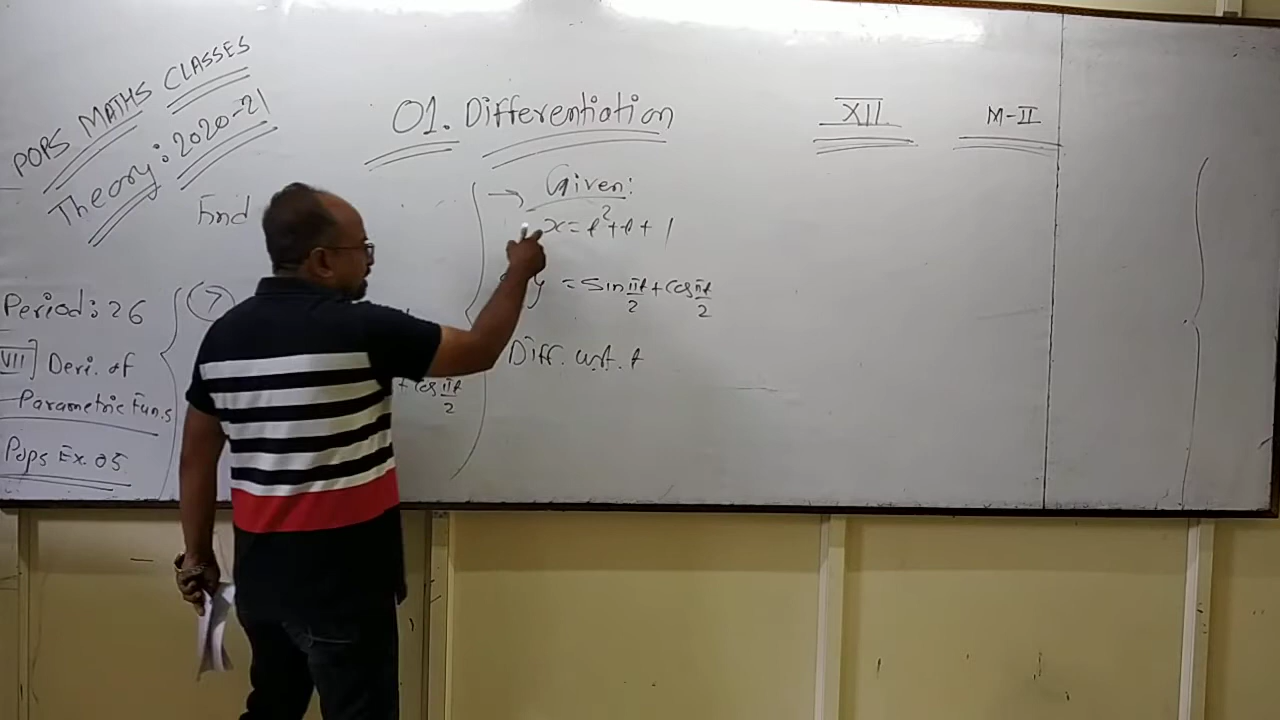 POPS MATHS CLASSES
Theory: 2020-21
01. Differentiation
XII
M-II
Period: 26
VII] Deri. of
Parametric Fun.s
Pops Ex. 05
Find
(7)
+ cos πt/2
→ Given:
x = t² + t + 1
y = sin πt/2 + cos πt/2
Diff. w.r.t. t